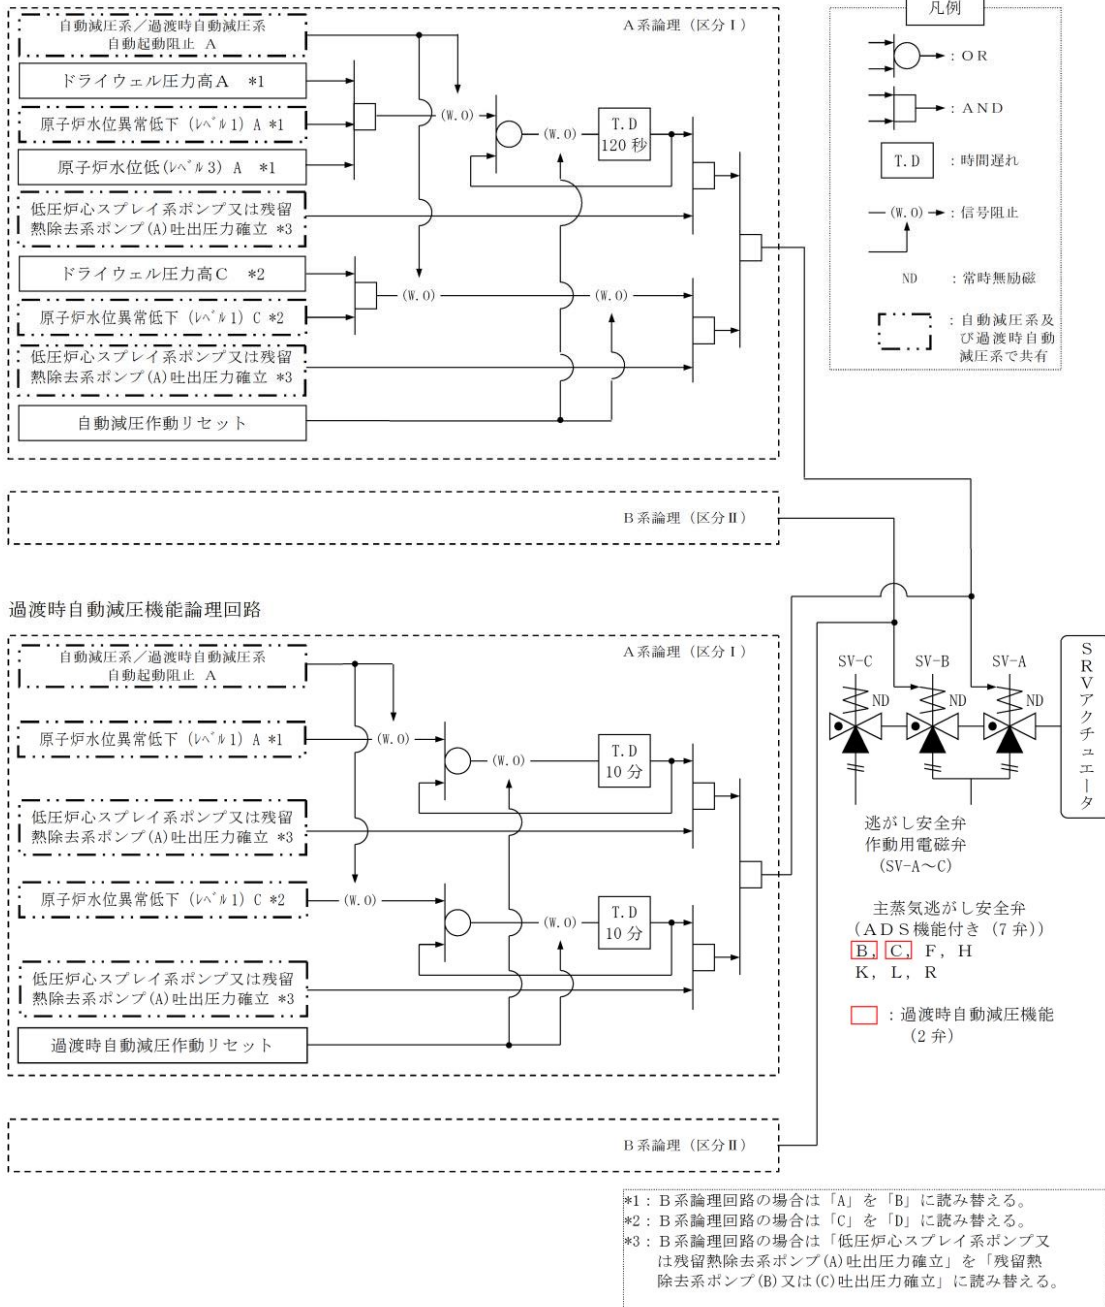 自動減圧系/過渡時自動減圧系
自動起動阻止 A
A系論理(区分Ⅰ)
ドライウェル圧力高A *1
原子炉水位異常低下(レベル1)A *1
原子炉水位低(レベル3)A *1
低圧炉心スプレイ系ポンプ又は残留
熱除去系ポンプ(A)吐出圧力確立 *3
ドライウェル圧力高C *2
原子炉水位異常低下(レベル1)C *2
低圧炉心スプレイ系ポンプ又は残留
熱除去系ポンプ(A)吐出圧力確立 *3
自動減圧作動リセット
(W.O)
(W.O)
T.D
120秒
(W.O)
(W.O)
凡例
:OR
:AND
T.D :時間遅れ
(W.O) :信号阻止
ND :常時無励磁
:自動減圧系及
び過渡時自動
減圧系で共有
B系論理(区分Ⅱ)
過渡時自動減圧機能論理回路
自動減圧系/過渡時自動減圧系
自動起動阻止 A
A系論理(区分Ⅰ)
原子炉水位異常低下(レベル1)A *1
低圧炉心スプレイ系ポンプ又は残留
熱除去系ポンプ(A)吐出圧力確立 *3
原子炉水位異常低下(レベル1)C *2
低圧炉心スプレイ系ポンプ又は残留
熱除去系ポンプ(A)吐出圧力確立 *3
過渡時自動減圧作動リセット
(W.O)
(W.O)
T.D
10分
(W.O)
(W.O)
T.D
10分
B系論理(区分Ⅱ)
SV-C
SV-B
SV-A
ND
ND
ND
SRVアクチュエータ
逃がし安全弁
作動用電磁弁
(SV-A~C)
主蒸気逃がし安全弁
(ADS機能付き(7弁))
B, C, F, H
K, L, R
:過渡時自動減圧機能
(2弁)
*1:B系論理回路の場合は「A」を「B」に読み替える。
*2:B系論理回路の場合は「C」を「D」に読み替える。
*3:B系論理回路の場合は「低圧炉心スプレイ系ポンプ又
は残留熱除去系ポンプ(A)吐出圧力確立」を「残留熱
除去系ポンプ(B)又は(C)吐出圧力確立」に読み替える。